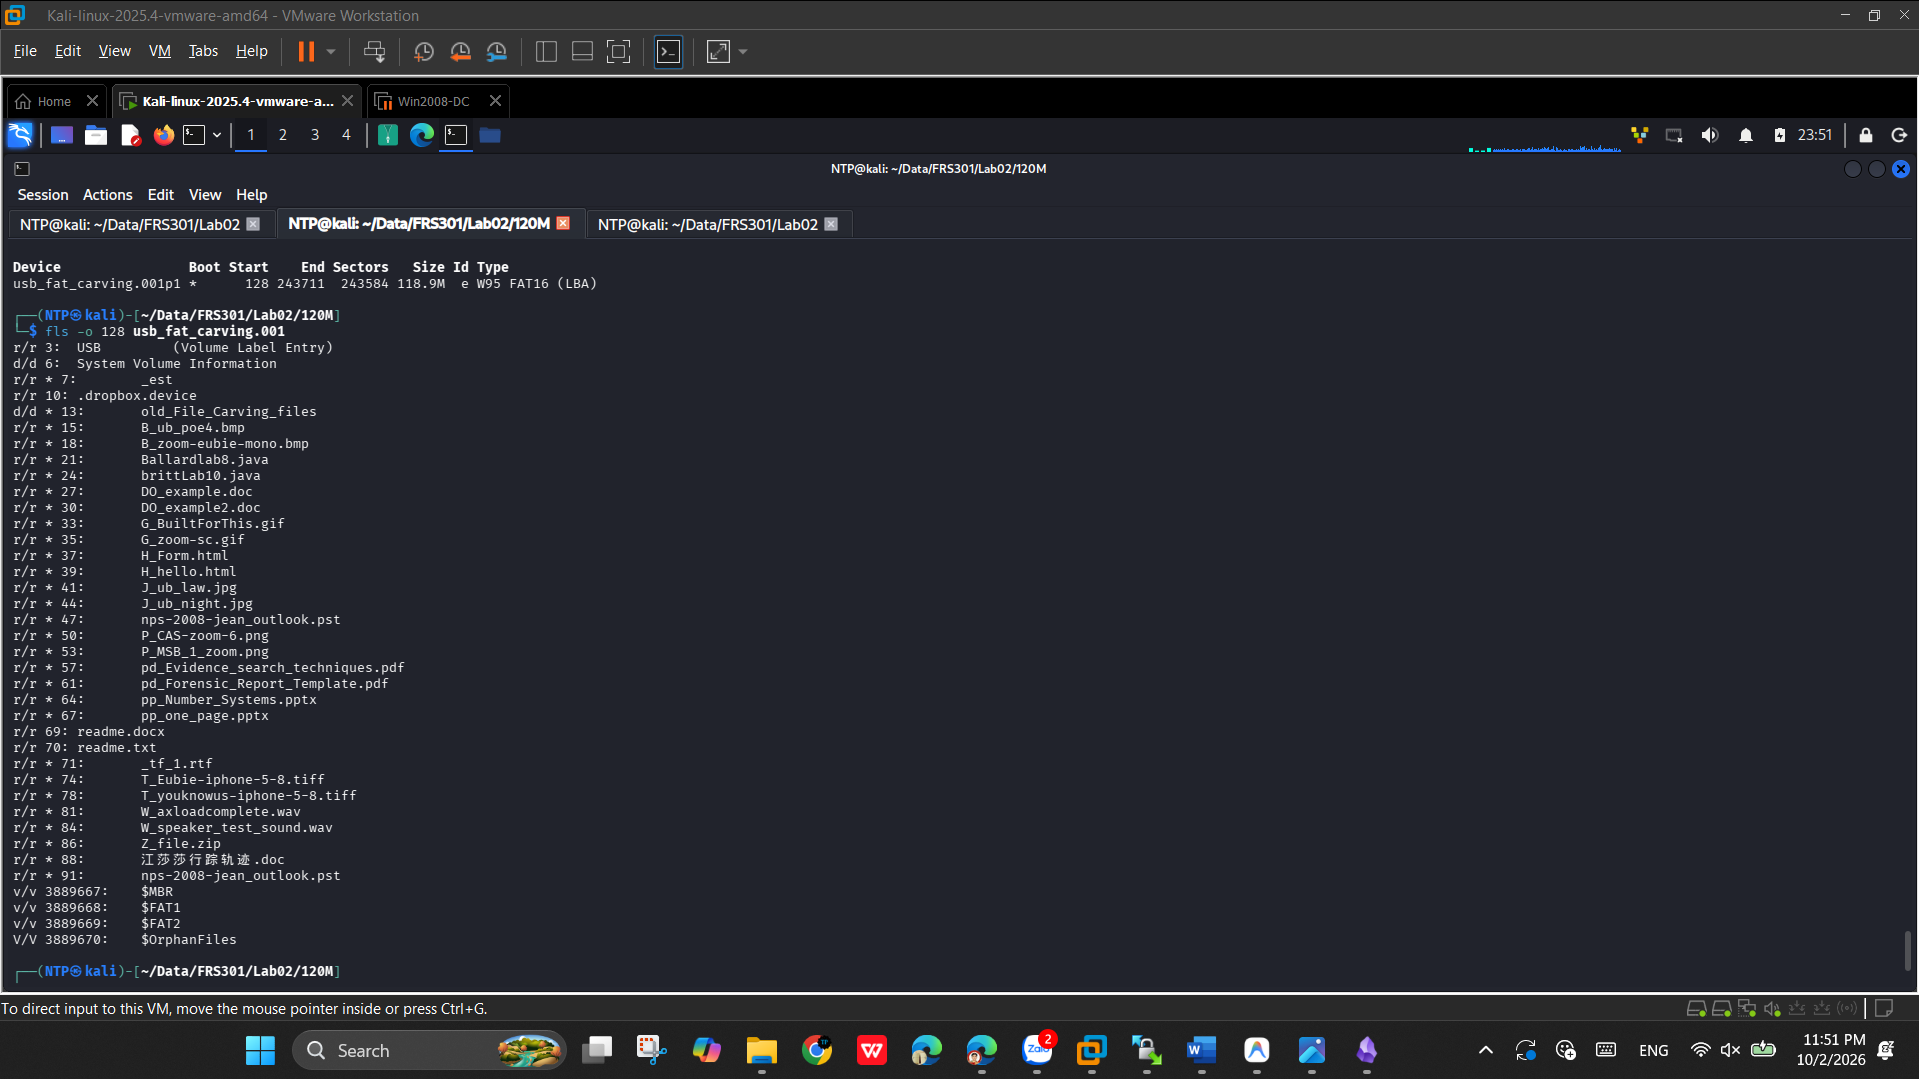 Kali-linux-2025.4-vmware-amd64 - VMware Workstation
File Edit View VM Tabs Help
Home Kali-linux-2025.4-vmware-a... Win2008-DC
1 2 3 4 23:51
NTP@kali: ~/Data/FRS301/Lab02/120M
Session Actions Edit View Help
NTP@kali: ~/Data/FRS301/Lab02 NTP@kali: ~/Data/FRS301/Lab02/120M NTP@kali: ~/Data/FRS301/Lab02
Device Boot Start End Sectors Size Id Type
usb_fat_carving.001p1 * 128 243711 243584 118.9M e W95 FAT16 (LBA)
┌──(NTP㉿kali)-[~/Data/FRS301/Lab02/120M]
└─$ fls -o 128 usb_fat_carving.001
r/r 3: USB (Volume Label Entry)
d/d 6: System Volume Information
r/r * 7: _est
r/r 10: .dropbox.device
d/d * 13: old_File_Carving_files
r/r * 15: B_ub_poe4.bmp
r/r * 18: B_zoom-eubie-mono.bmp
r/r * 21: Ballardlab8.java
r/r * 24: brittLab10.java
r/r * 27: DO_example.doc
r/r * 30: DO_example2.doc
r/r * 33: G_BuiltForThis.gif
r/r * 35: G_zoom-sc.gif
r/r * 37: H_Form.html
r/r * 39: H_hello.html
r/r * 41: J_ub_law.jpg
r/r * 44: J_ub_night.jpg
r/r * 47: nps-2008-jean_outlook.pst
r/r * 50: P_CAS-zoom-6.png
r/r * 53: P_MSB_1_zoom.png
r/r * 57: pd_Evidence_search_techniques.pdf
r/r * 61: pd_Forensic_Report_Template.pdf
r/r * 64: pp_Number_Systems.pptx
r/r * 67: pp_one_page.pptx
r/r 69: readme.docx
r/r 70: readme.txt
r/r * 71: _tf_1.rtf
r/r * 74: T_Eubie-iphone-5-8.tiff
r/r * 78: T_youknowus-iphone-5-8.tiff
r/r * 81: W_axloadcomplete.wav
r/r * 84: W_speaker_test_sound.wav
r/r * 86: Z_file.zip
r/r * 88: 江莎莎行踪轨迹.doc
r/r * 91: nps-2008-jean_outlook.pst
v/v 3889667: $MBR
v/v 3889668: $FAT1
v/v 3889669: $FAT2
V/V 3889670: $OrphanFiles
┌──(NTP㉿kali)-[~/Data/FRS301/Lab02/120M]
To direct input to this VM, move the mouse pointer inside or press Ctrl+G.
Search Zalo 2 W ENG 11:51 PM
10/2/2026